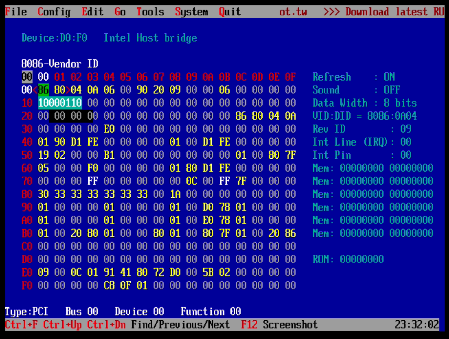 File Config Edit Go Tools System Quit ot.tw >>> Download latest RU
Device:D0:F0 Intel Host bridge
8086-Vendor ID
00 00 01 02 03 04 05 06 07 08 09 0A 0B 0C 0D 0E 0F
00 86 80 04 0A 06 00 90 20 09 00 00 06 00 00 00 00
10 10000110 00 00 00 00 00 00 00 00 00 00 00 00
20 00 00 00 00 00 00 00 00 00 00 00 00 86 80 04 0A
30 00 00 00 00 E0 00 00 00 00 00 00 00 00 00 00
40 01 90 D1 FE 00 00 00 00 01 00 D1 FE 00 00 00 00
50 19 02 00 00 B1 00 00 00 00 00 00 00 01 00 B0 7F
60 05 00 00 F0 00 00 00 00 01 80 D1 FE 00 00 00 00
70 00 00 00 FF 00 00 00 00 00 0C 00 FF 7F 00 00 00
80 30 33 33 33 33 33 33 00 1A 00 00 00 00 00 00 00
90 01 00 00 00 01 00 00 00 01 00 D0 78 01 00 00 00
A0 01 00 00 00 01 00 00 00 01 00 E0 78 01 00 00 00
B0 01 00 20 80 01 00 00 80 01 00 80 7F 01 00 20 86
C0 00 00 00 00 00 00 00 00 00 00 00 00 00 00 00 00
D0 00 00 00 00 00 00 00 00 00 00 00 00 00 00 00 00
E0 09 00 0C 01 91 41 B0 72 D0 00 5B 02 00 00 00 00
F0 00 00 00 00 C8 0F 01 00 00 00 00 00 00 00 00 00
Refresh : ON
Sound : OFF
Data Width : 8 bits
VID:DID = 8086:0A04
Rev ID : 09
Int Line (IRQ): 00
Int Pin : 00
Mem: 00000000 00000000
Mem: 00000000 00000000
Mem: 00000000 00000000
Mem: 00000000 00000000
Mem: 00000000 00000000
Mem: 00000000 00000000
ROM: 00000000
Type:PCI Bus 00 Device 00 Function 00
Ctrl+F Ctrl+Up Ctrl+Dn Find/Previous/Next F12 Screenshot 23:32:02